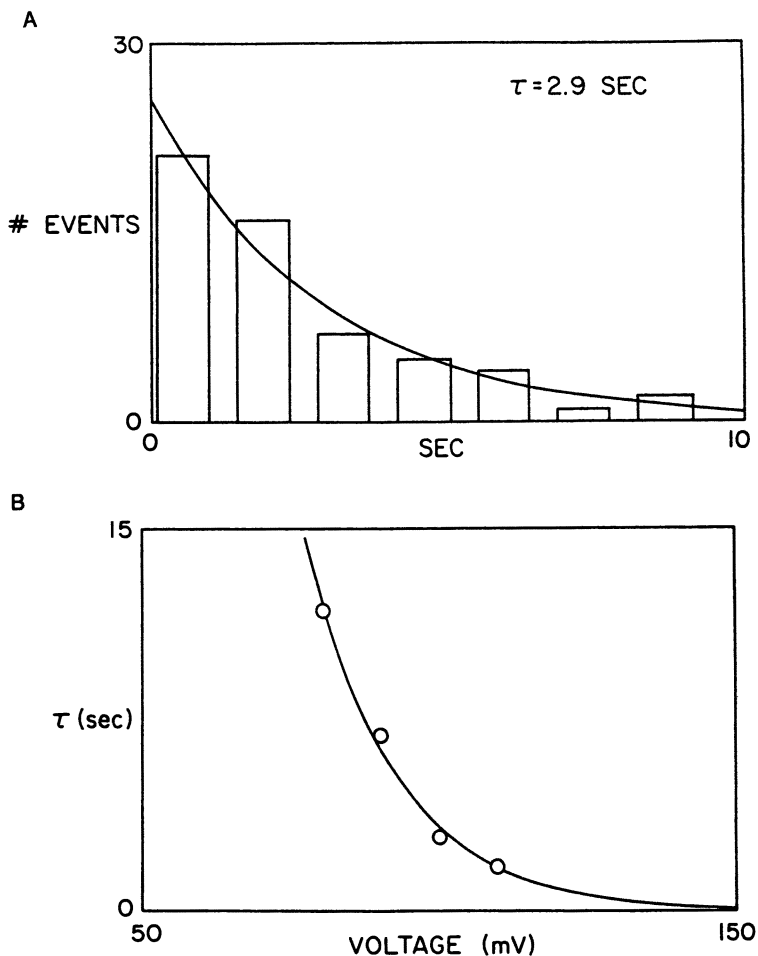 A
30
τ=2.9 SEC
# EVENTS
0
0
SEC
10
B
15
τ (sec)
0
50
VOLTAGE (mV)
150